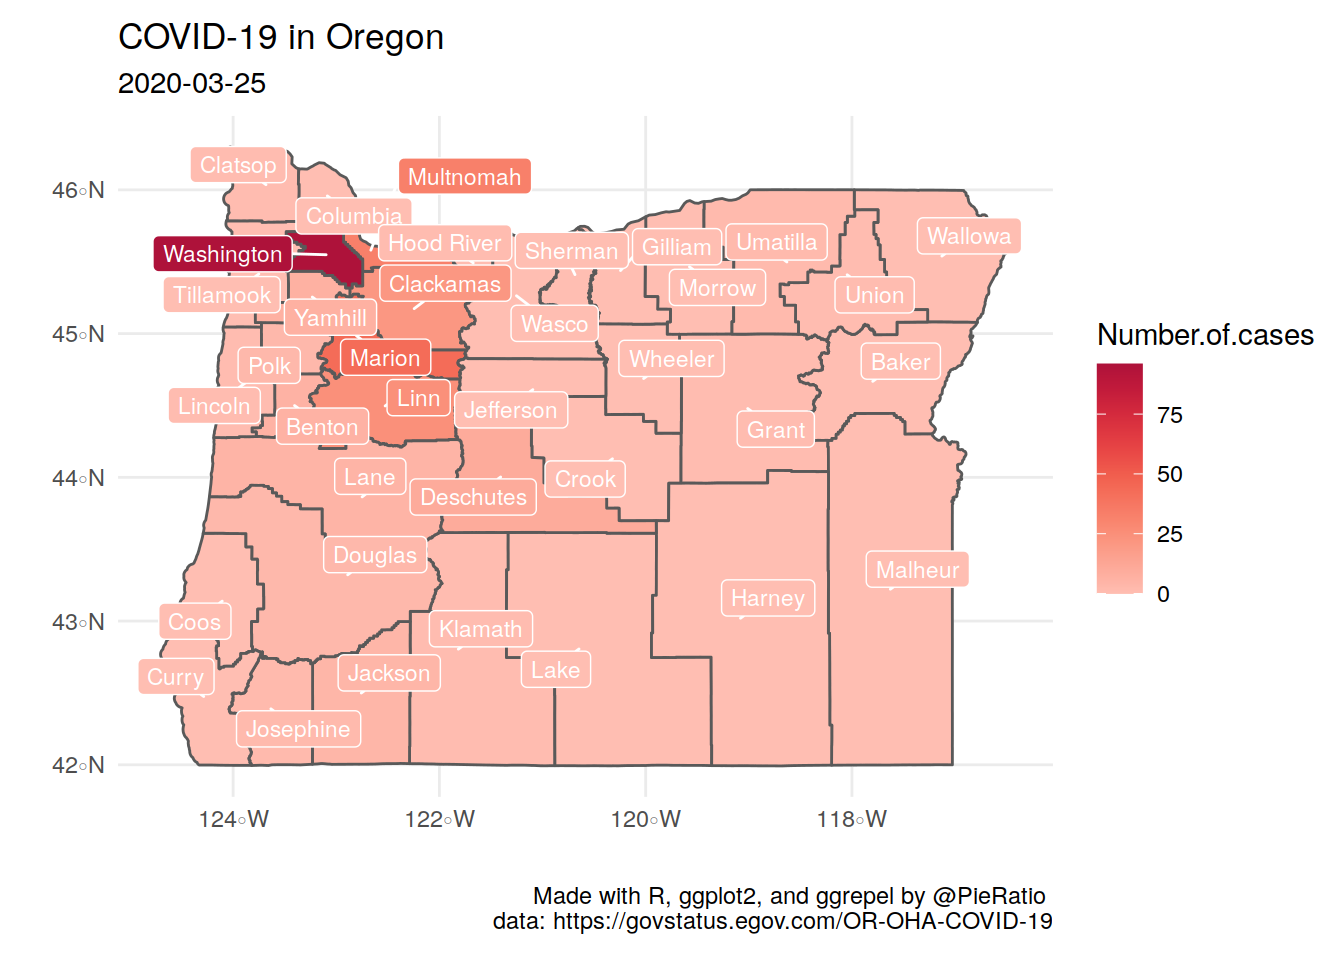 COVID-19 in Oregon
2020-03-25
46◦N
45◦N
44◦N
43◦N
42◦N
Clatsop
Multnomah
Columbia
Washington
Hood River
Sherman
Gilliam
Umatilla
Wallowa
Tillamook
Clackamas
Morrow
Union
Yamhill
Wasco
Polk
Marion
Wheeler
Baker
Lincoln
Linn
Jefferson
Benton
Grant
Lane
Deschutes
Crook
Douglas
Malheur
Coos
Klamath
Harney
Curry
Jackson
Lake
Josephine
124◦W
122◦W
120◦W
118◦W
Number.of.cases
75
50
25
0
Made with R, ggplot2, and ggrepel by @PieRatio
data: https://govstatus.egov.com/OR-OHA-COVID-19